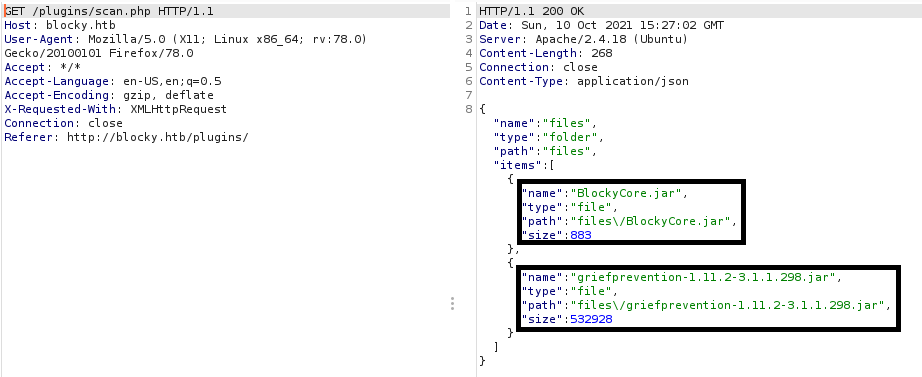 GET /plugins/scan.php HTTP/1.1
Host: blocky.htb
User-Agent: Mozilla/5.0 (X11; Linux x86_64; rv:78.0)
Gecko/20100101 Firefox/78.0
Accept: */*
Accept-Language: en-US,en;q=0.5
Accept-Encoding: gzip, deflate
X-Requested-With: XMLHttpRequest
Connection: close
Referer: http://blocky.htb/plugins/
1 HTTP/1.1 200 OK
2 Date: Sun, 10 Oct 2021 15:27:02 GMT
3 Server: Apache/2.4.18 (Ubuntu)
4 Content-Length: 268
5 Connection: close
6 Content-Type: application/json
7
8 {
"name":"files",
"type":"folder",
"path":"files",
"items":[
{
"name":"BlockyCore.jar",
"type":"file",
"path":"files\/BlockyCore.jar",
"size":883
},
{
"name":"griefprevention-1.11.2-3.1.1.298.jar",
"type":"file",
"path":"files\/griefprevention-1.11.2-3.1.1.298.jar",
"size":532928
}
]
}